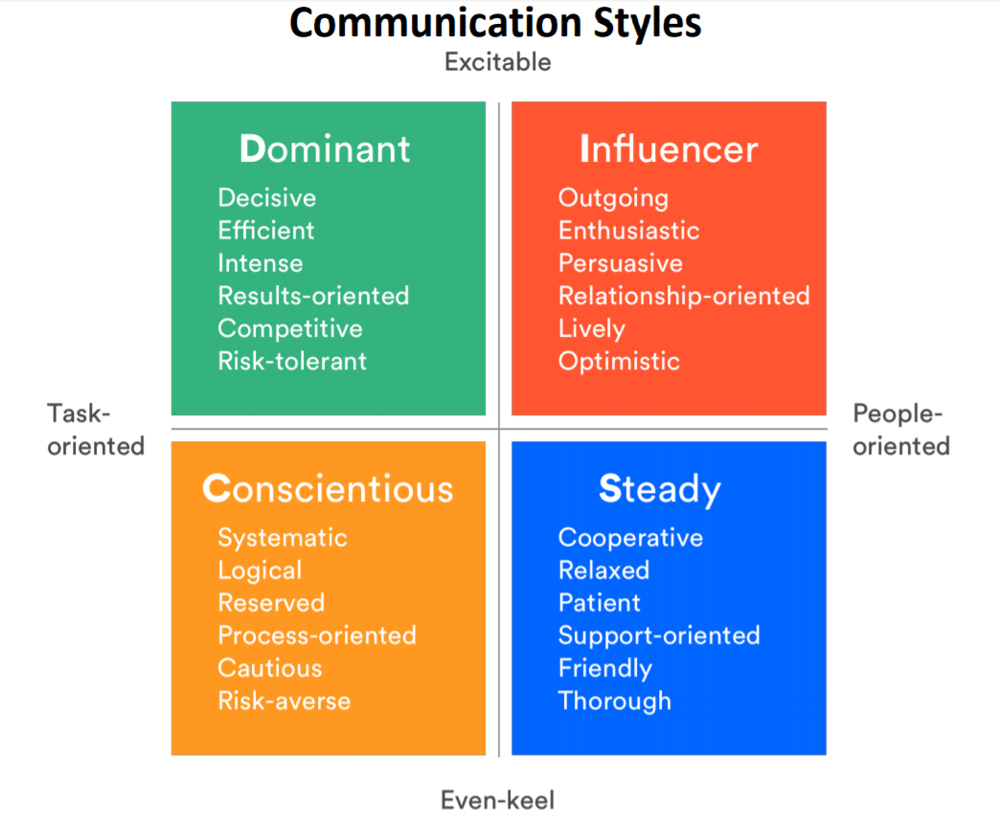 Communication Styles
Excitable
Dominant
Decisive
Efficient
Intense
Results-oriented
Competitive
Risk-tolerant
Influencer
Outgoing
Enthusiastic
Persuasive
Relationship-oriented
Lively
Optimistic
Task-
oriented
People-
oriented
Conscientious
Systematic
Logical
Reserved
Process-oriented
Cautious
Risk-averse
Steady
Cooperative
Relaxed
Patient
Support-oriented
Friendly
Thorough
Even-keel